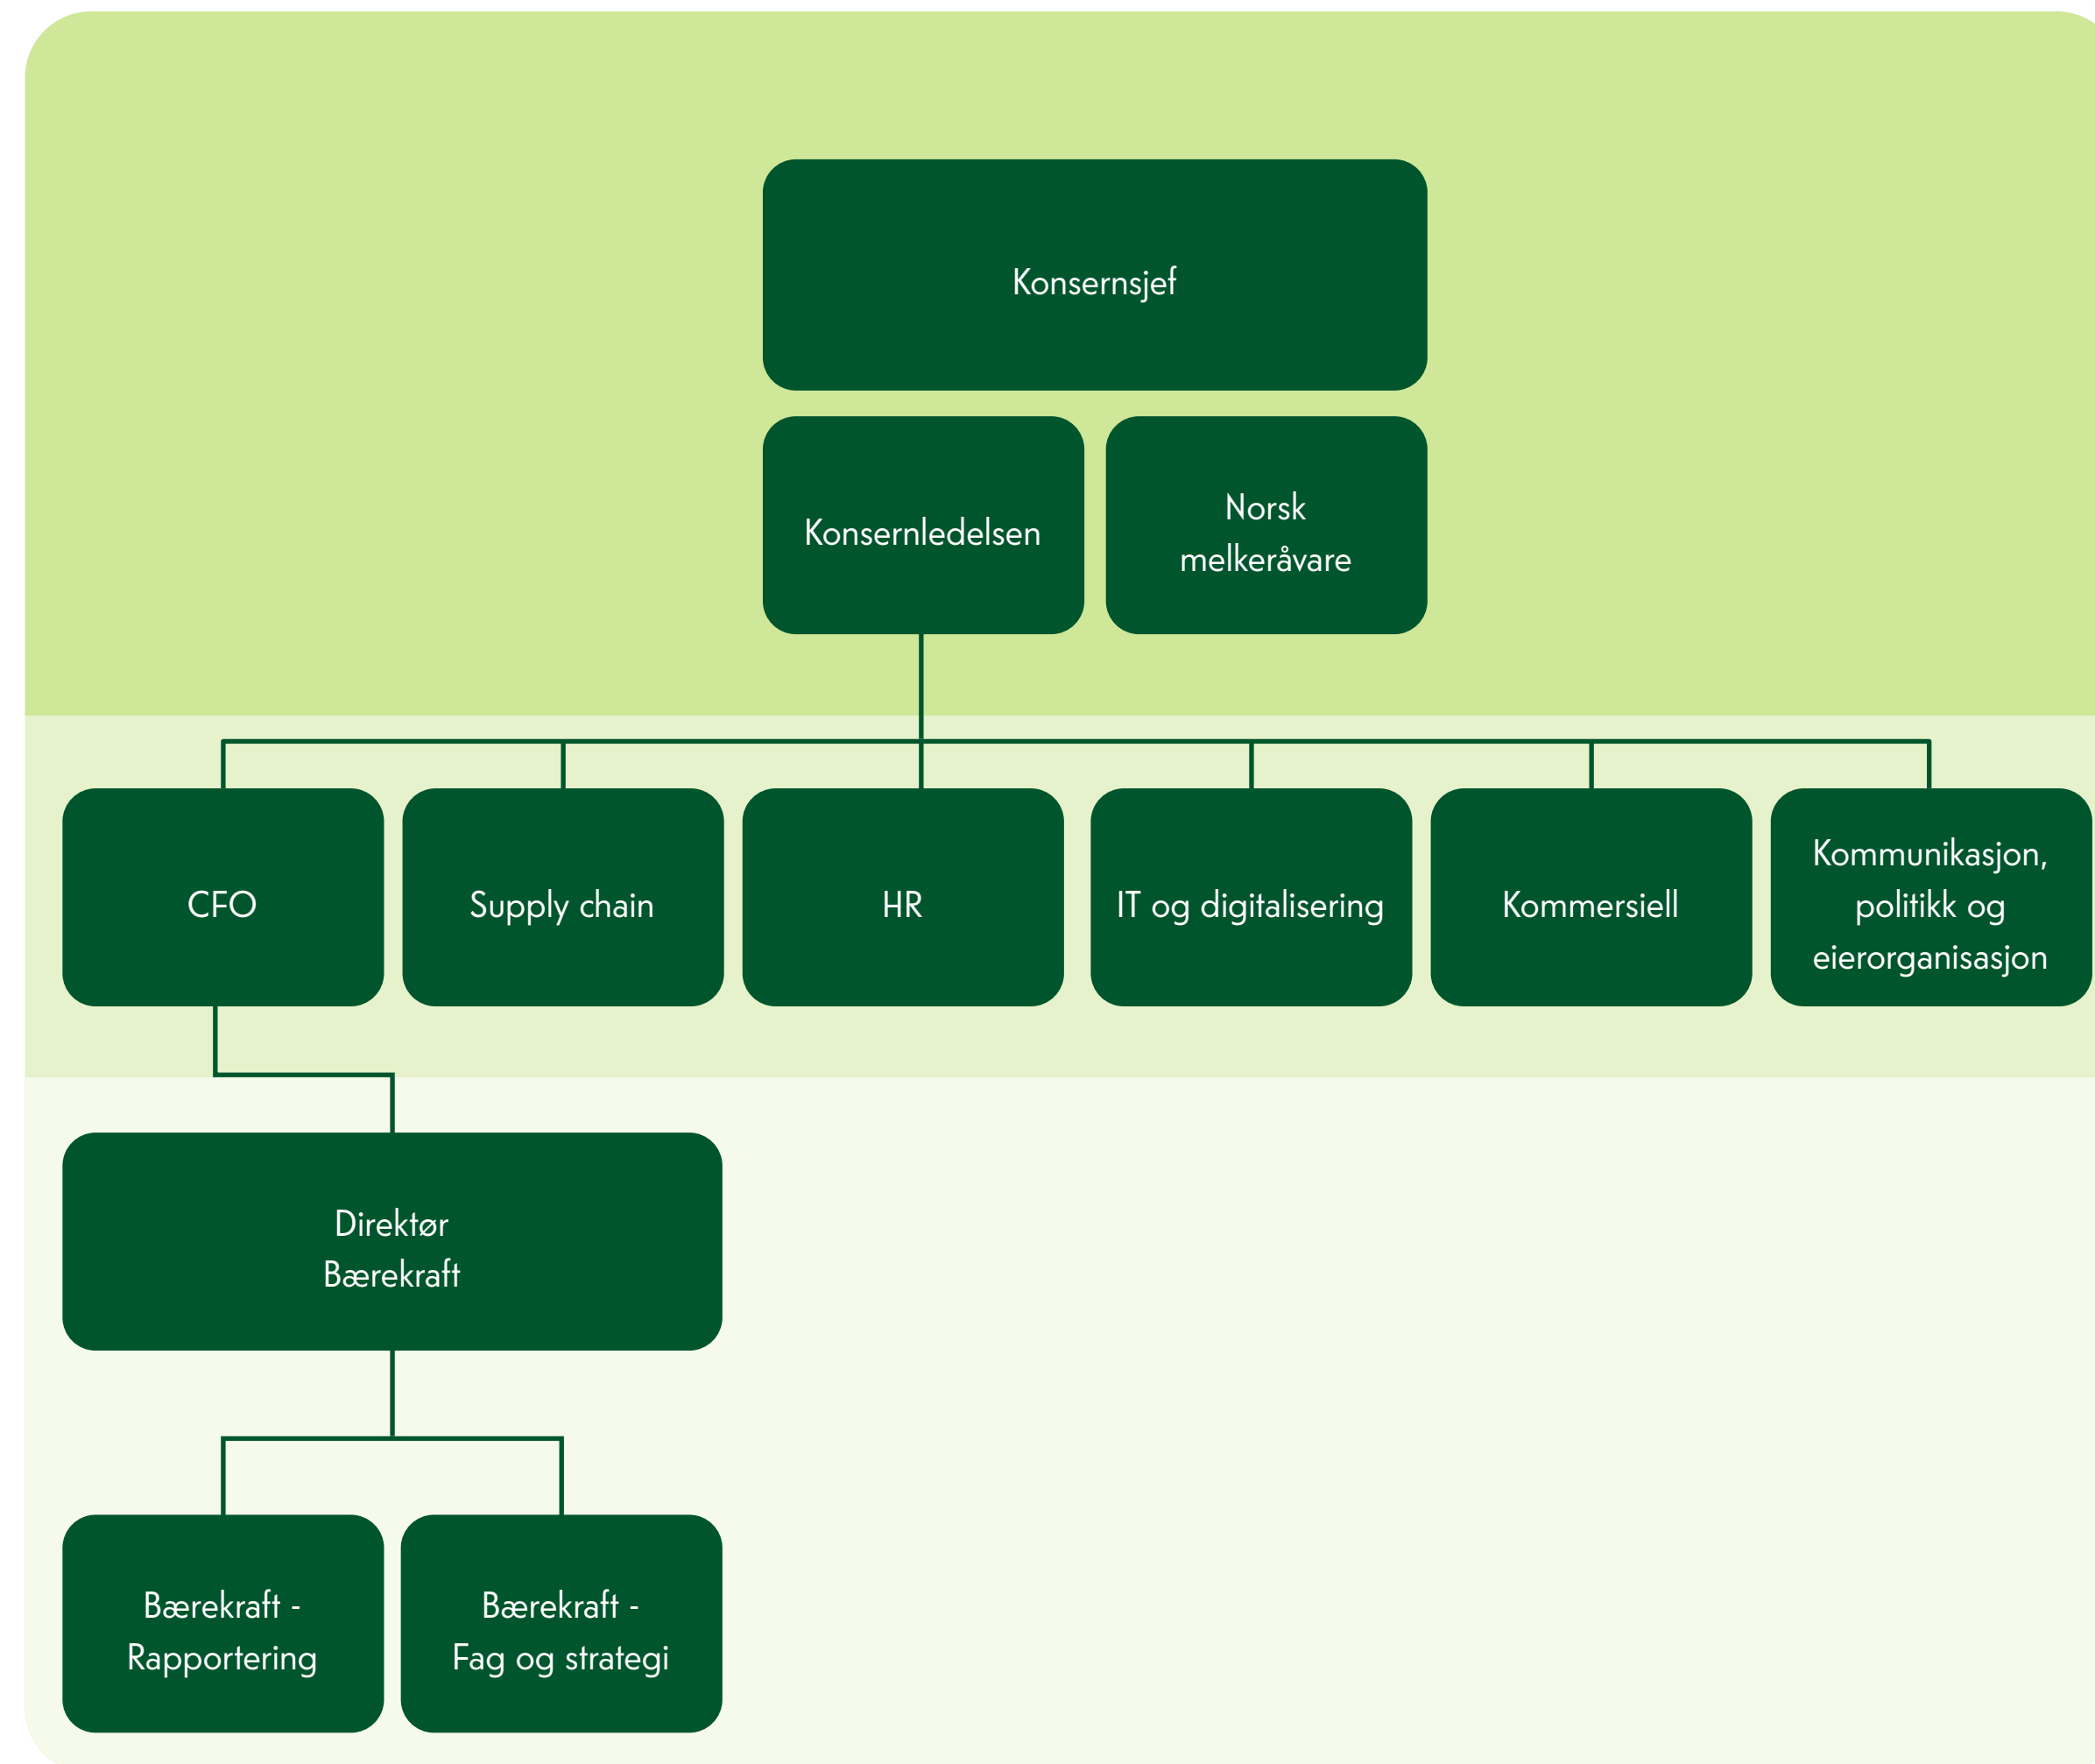 Konsernsjef
Konsernledelsen
Norsk
melkeråvare
CFO
Supply chain
HR
IT og digitalisering
Kommersiell
Kommunikasjon,
politikk og
eierorganisasjon
Direktør
Bærekraft
Bærekraft -
Rapportering
Bærekraft -
Fag og strategi